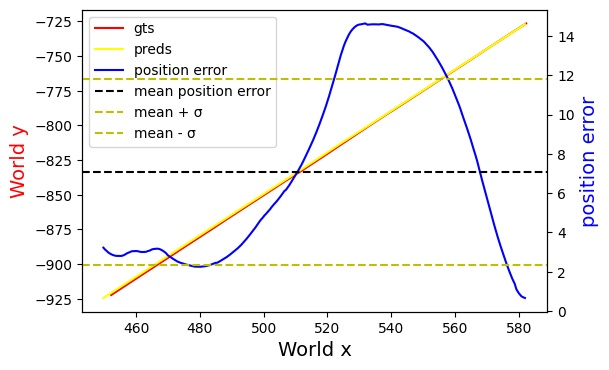 gts
preds
position error
mean position error
mean + σ
mean - σ
World y
−725
−750
−775
−800
−825
−850
−875
−900
−925
14
12
10
8
6
4
2
0
position error
460 480 500 520 540 560 580
World x